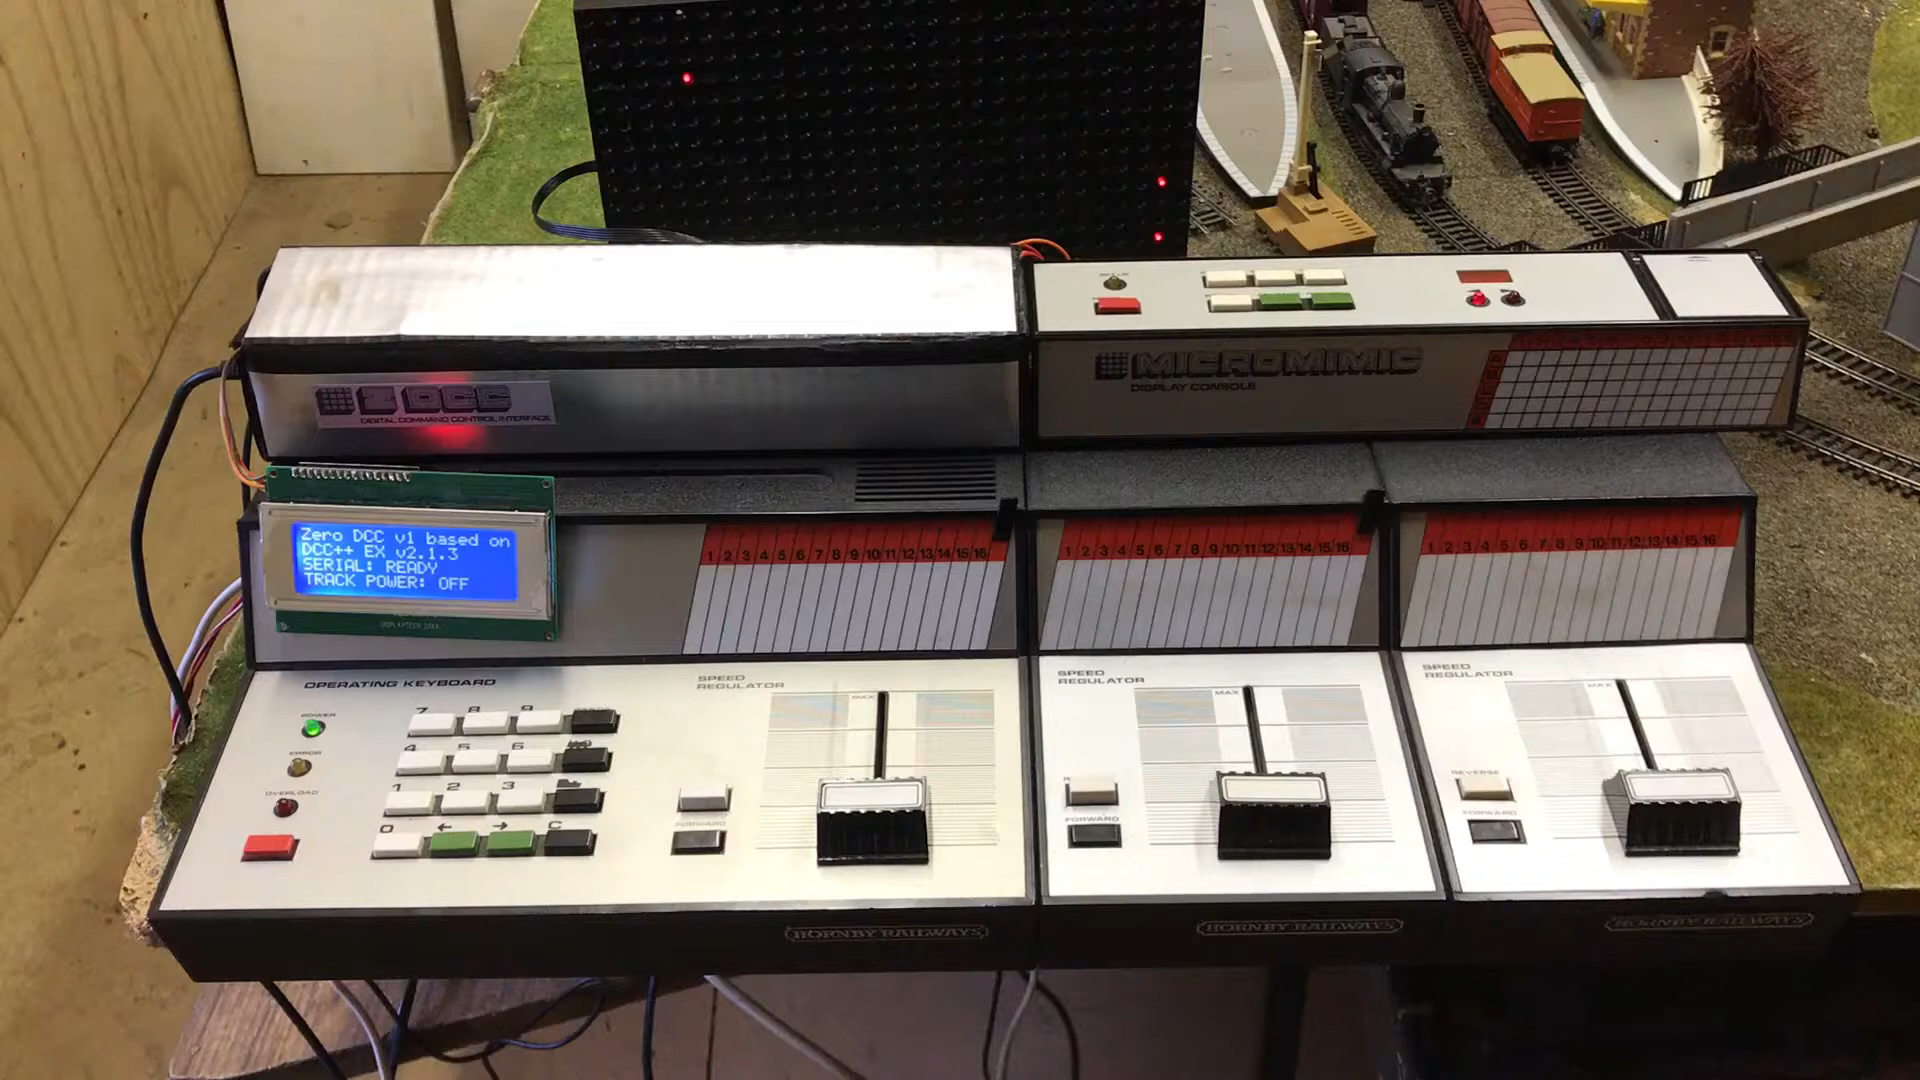 MICROMIMIC
DISPLAY CONSOLE
Z DCC
DIGITAL COMMAND CONTROL INTERFACE
Zero DCC v1 based on
DCC++ EX v2.1.3
SERIAL: READY
TRACK POWER: OFF
1 2 3 4 5 6 7 8 9 10 11 12 13 14 15 16
1 2 3 4 5 6 7 8 9 10 11 12 13 14 15 16
1 2 3 4 5 6 7 8 9 10 11 12 13 14 15 16
OPERATING KEYBOARD
POWER
ERROR
OVERLOAD
7 8 9
4 5 6
1 2 3
0 ← → C
SPEED
REGULATOR
MAX
FORWARD
SPEED
REGULATOR
MAX
FORWARD
SPEED
REGULATOR
MAX
REVERSE
FORWARD
HORNBY RAILWAYS
HORNBY RAILWAYS
HORNBY RAILWAYS